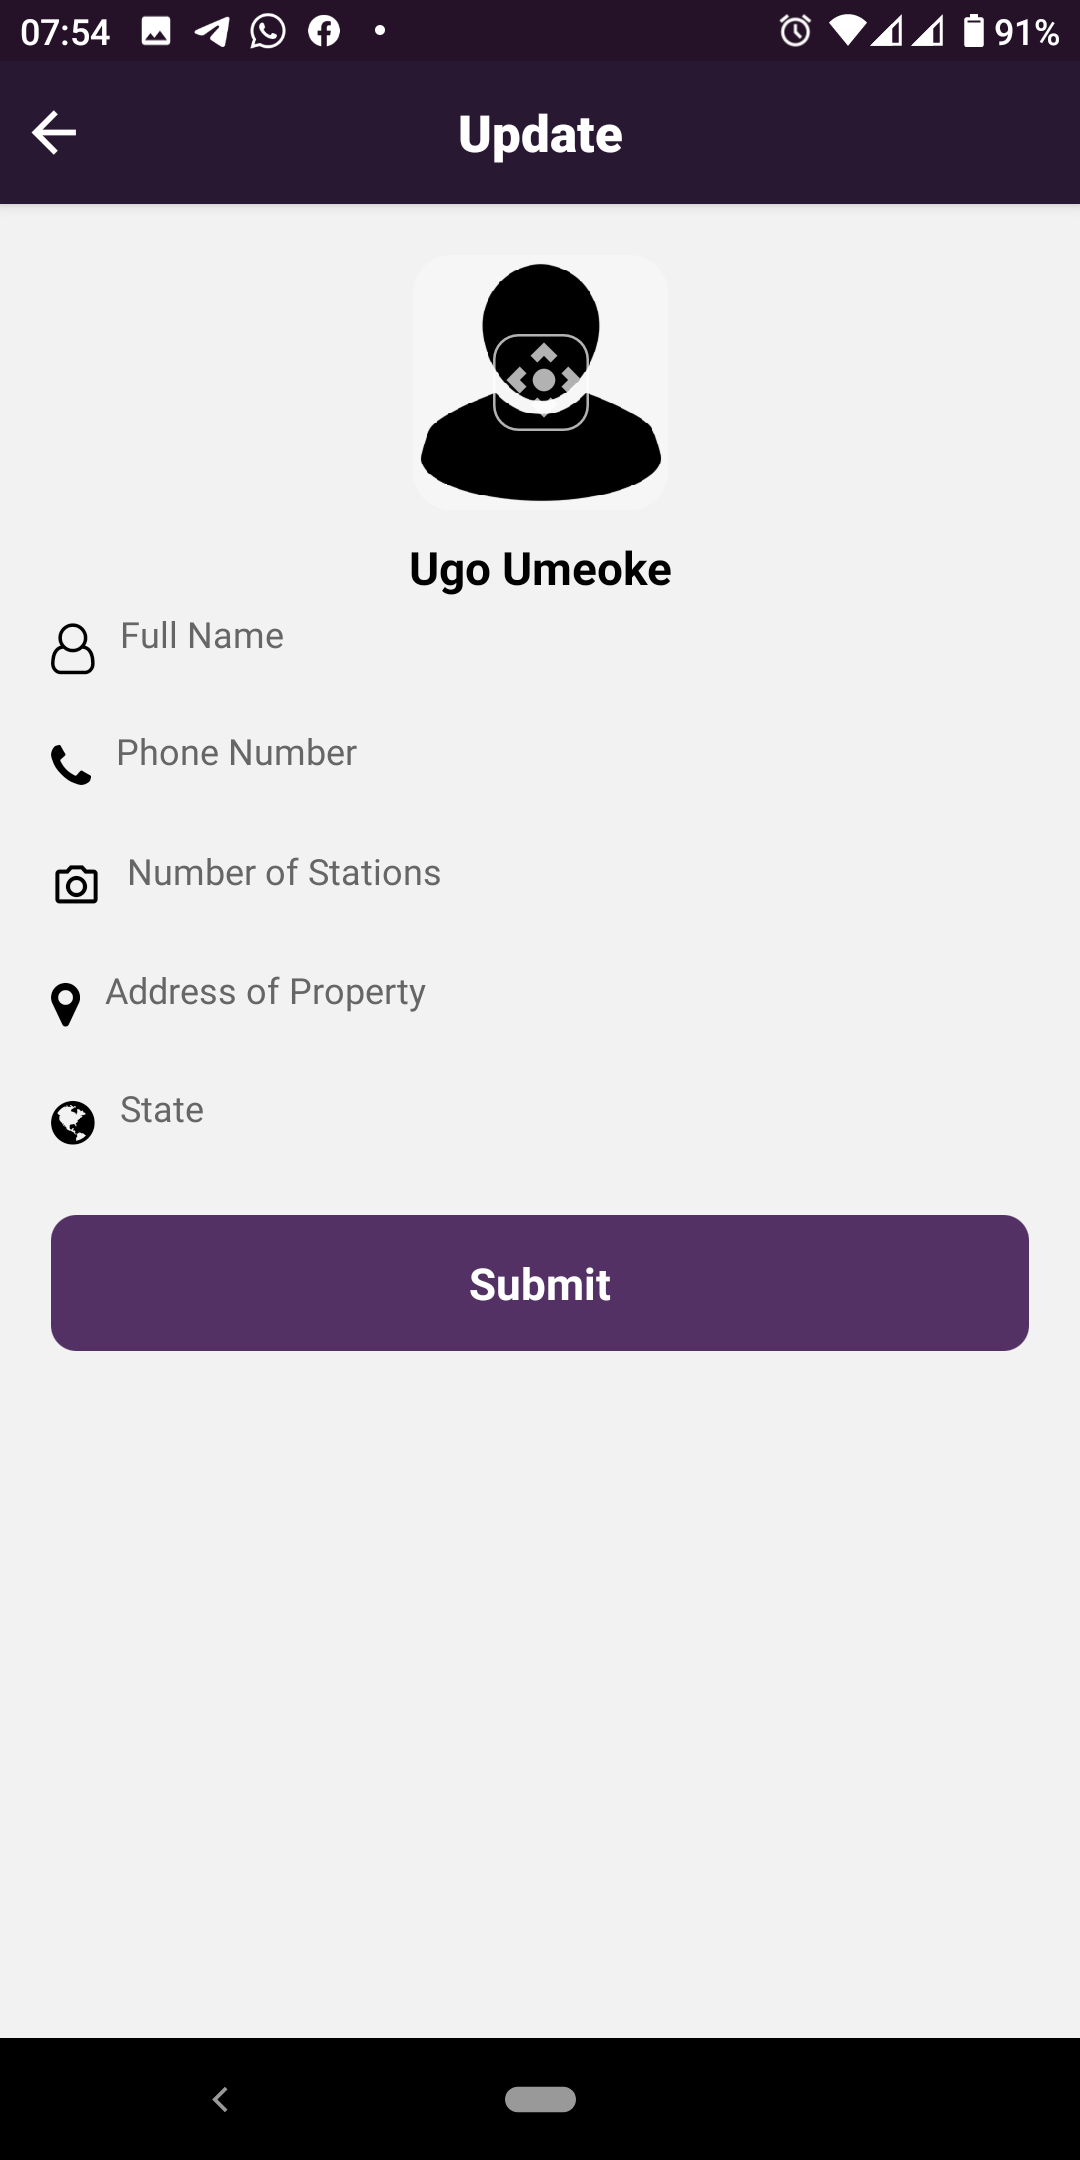 07:54 91%
Update
Ugo Umeoke
Full Name
Phone Number
Number of Stations
Address of Property
State
Submit